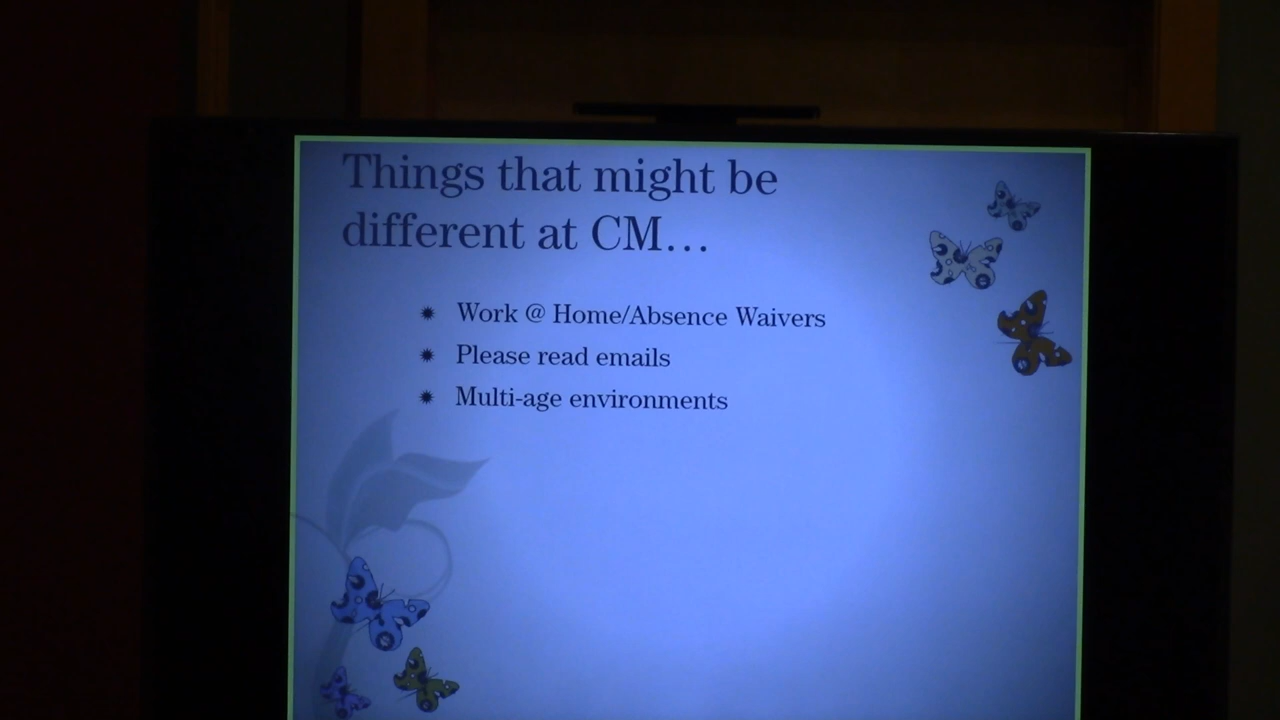 Things that might be
different at CM...
Work @ Home/Absence Waivers
Please read emails
Multi-age environments